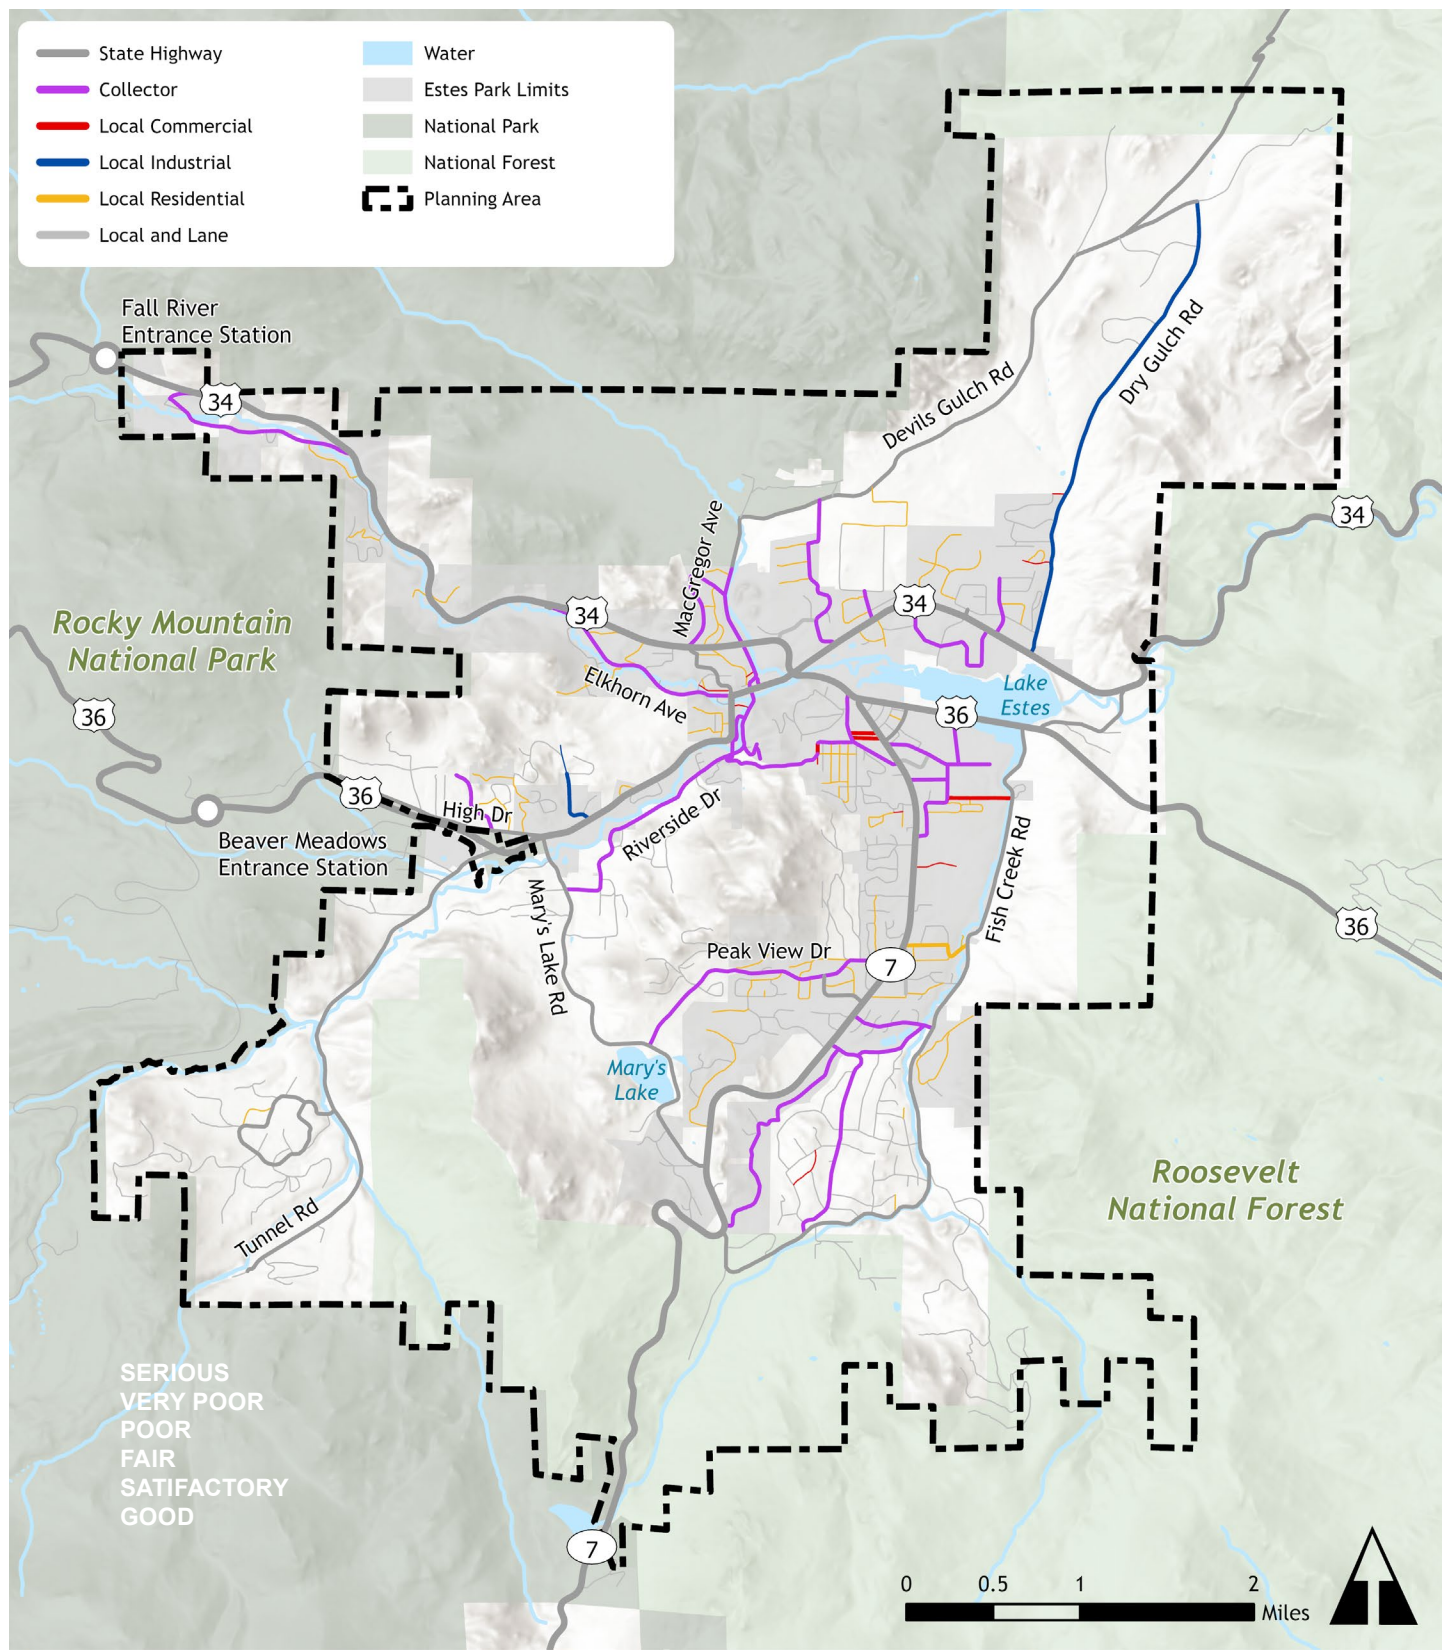 State Highway
Collector
Local Commercial
Local Industrial
Local Residential
Local and Lane
Water
Estes Park Limits
National Park
National Forest
Planning Area
Fall River
Entrance Station
34
Devils Gulch Rd
Dry Gulch Rd
34
MacGregor Ave
34
34
Rocky Mountain
National Park
Elkhorn Ave
Lake
Estes
36
36
36
High Dr
Riverside Dr
Beaver Meadows
Entrance Station
Fish Creek Rd
Mary's Lake Rd
36
Peak View Dr
7
Mary's
Lake
Roosevelt
National Forest
Tunnel Rd
SERIOUS
VERY POOR
POOR
FAIR
SATIFACTORY
GOOD
7
0 0.5 1 2
Miles